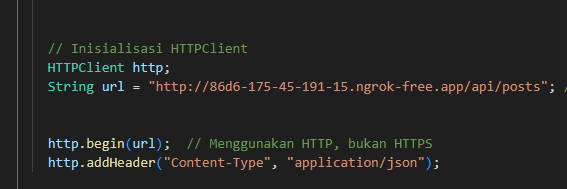 // Inisialisasi HTTPClient
HTTPClient http;
String url = "http://86d6-175-45-191-15.ngrok-free.app/api/posts"; /
http.begin(url);  // Menggunakan HTTP, bukan HTTPS
http.addHeader("Content-Type", "application/json");